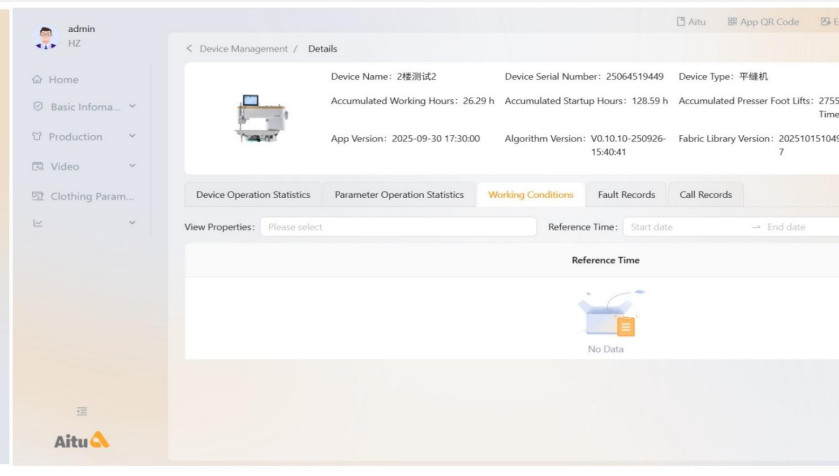 admin
HZ
Aitu
App QR Code
Device Management / Details
Home
Basic Infoma...
Production
Video
Clothing Param...
Device Name: 2楼测试2
Device Serial Number: 25064519449
Device Type: 平缝机
Accumulated Working Hours: 26.29 h
Accumulated Startup Hours: 128.59 h
Accumulated Presser Foot Lifts: 2755
Time
App Version: 2025-09-30 17:30:00
Algorithm Version: V0.10.10-250926-
15:40:41
Fabric Library Version: 202510151049
7
Device Operation Statistics
Parameter Operation Statistics
Working Conditions
Fault Records
Call Records
View Properties: Please select
Reference Time: Start date → End date
Reference Time
No Data
Aitu